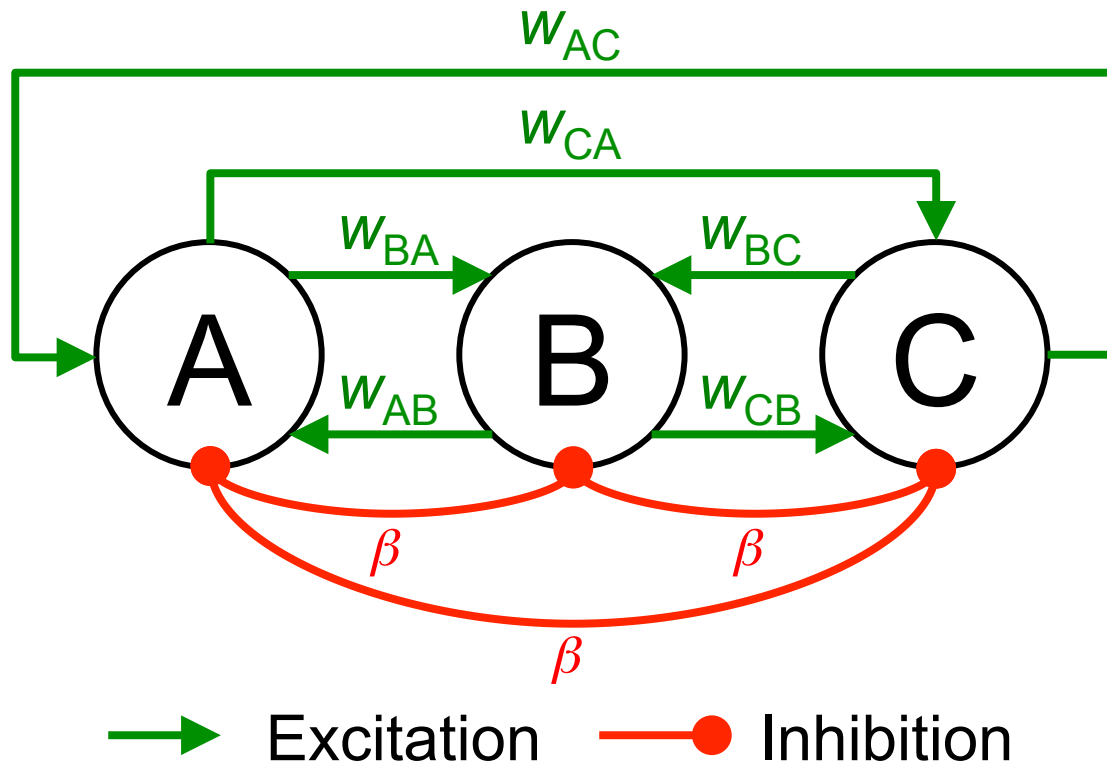 wAC
wCA
wBA wBC
A B C
wAB wCB
β β
β
Excitation Inhibition